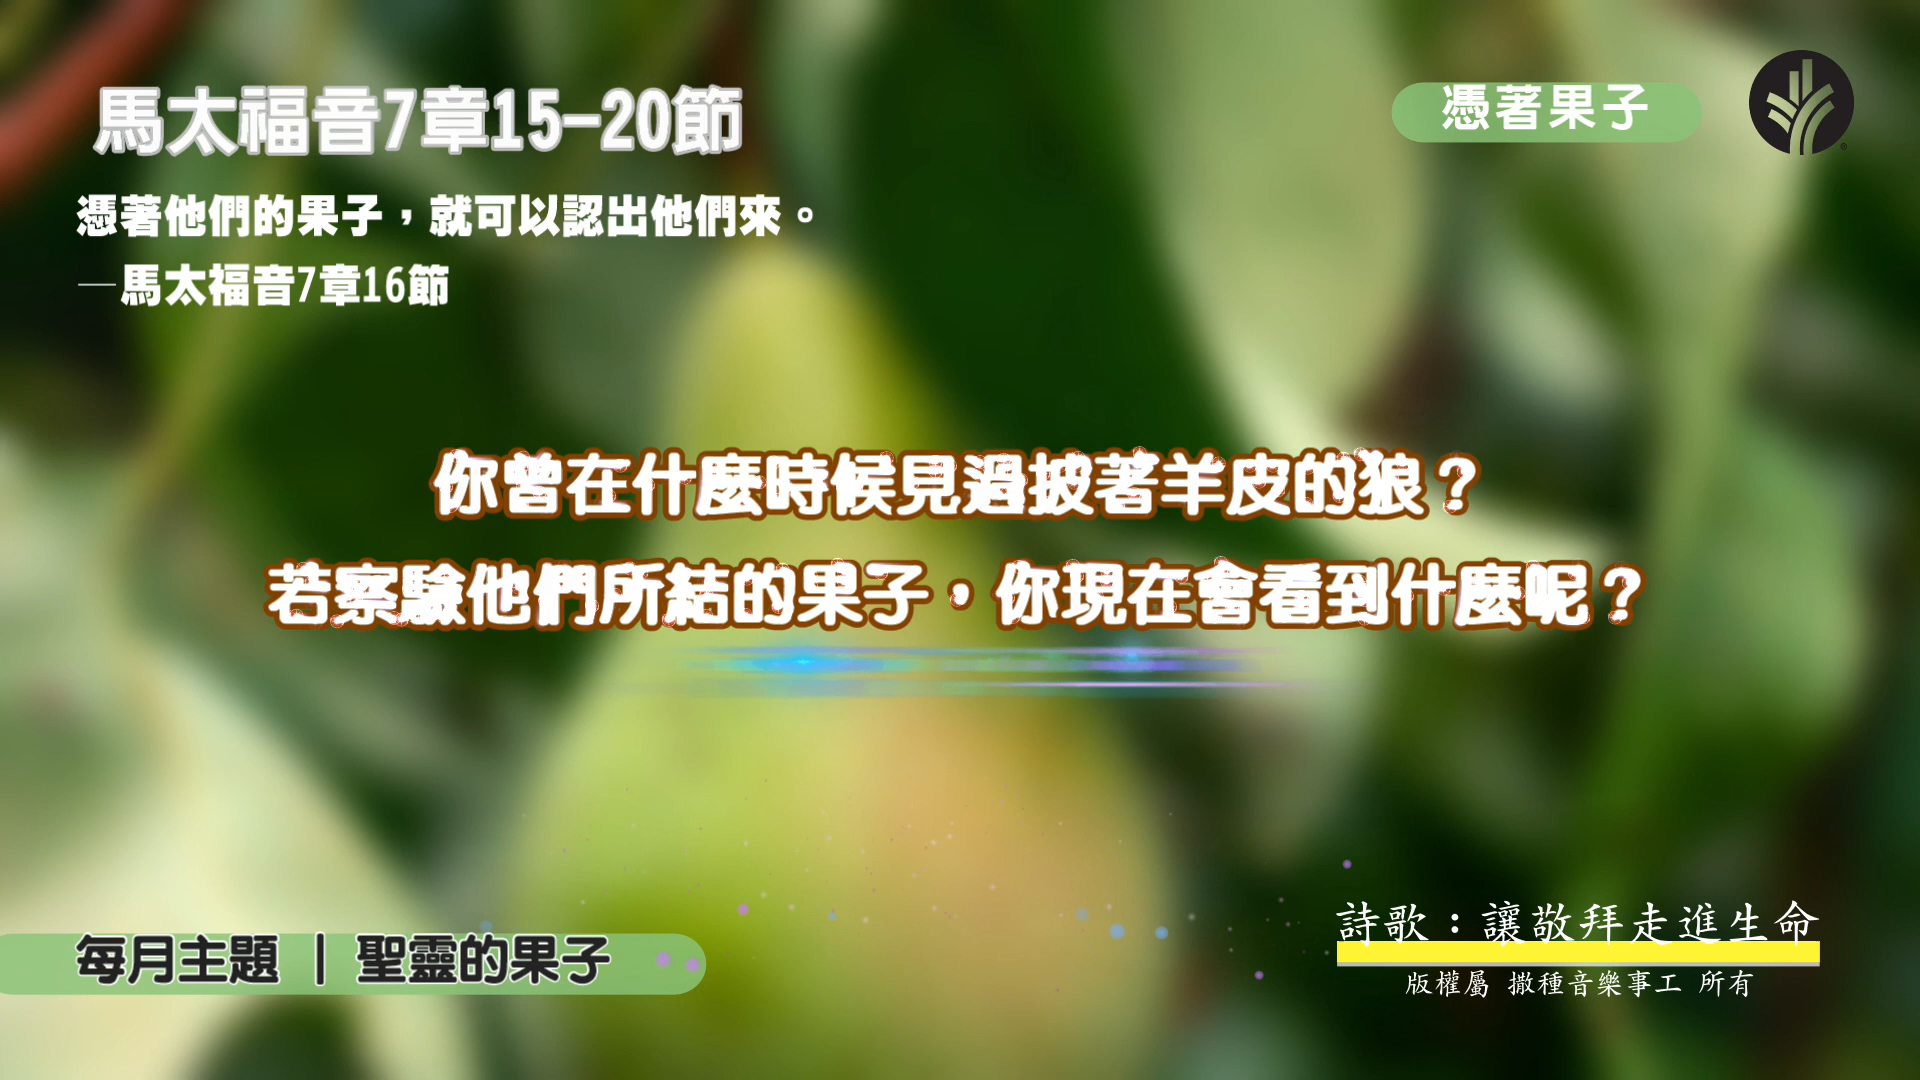 馬太福音7章15-20節
憑著果子
憑著他們的果子，就可以認出他們來。
—馬太福音7章16節
你曾在什麼時候見過披著羊皮的狼？
若察驗他們所結的果子，你現在會看到什麼呢？
每月主題 | 聖靈的果子
詩歌：讓敬拜走進生命
版權屬 撒種音樂事工 所有